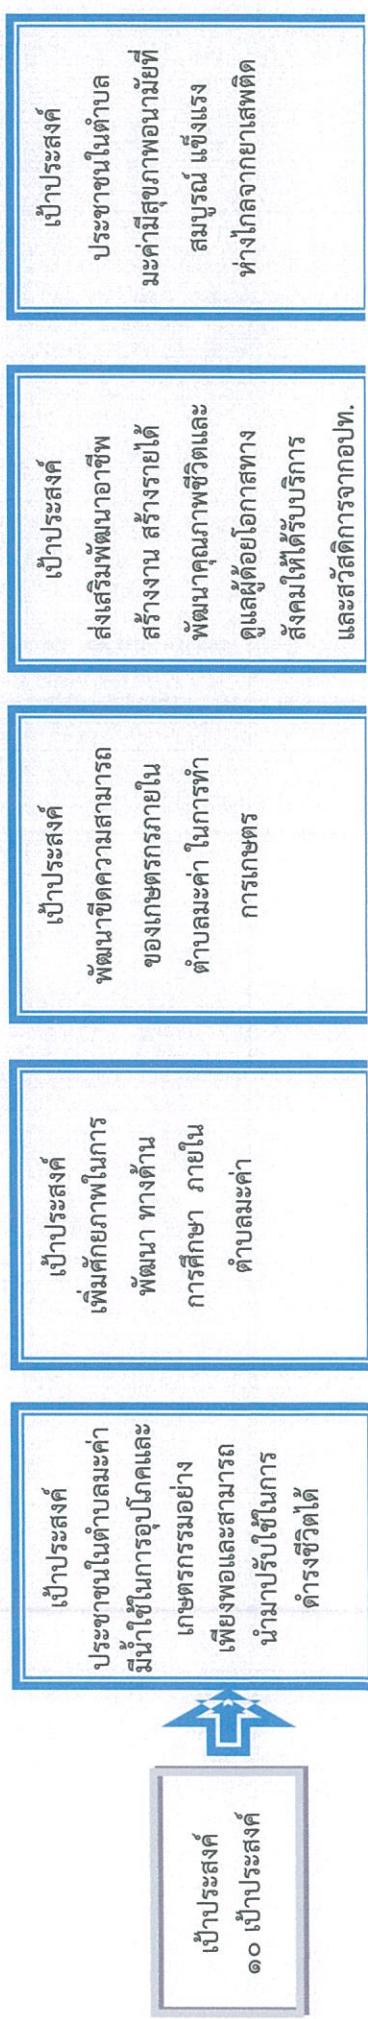 เป้าประสงค์
๑๐ เป้าประสงค์
เป้าประสงค์
ประชาชนในตำบลมะค่า
มีน้ำใช้ในการอุปโภคและ
เกษตรกรรมอย่าง
เพียงพอและสามารถ
นำมาปรับใช้ในการ
ดำรงชีวิตได้
เป้าประสงค์
เพิ่มศักยภาพในการ
พัฒนา ทางด้าน
การศึกษา ภายใน
ตำบลมะค่า
เป้าประสงค์
พัฒนาขีดความสามารถ
ของเกษตรกรภายใน
ตำบลมะค่า ในการทำ
การเกษตร
เป้าประสงค์
ส่งเสริมพัฒนาอาชีพ
สร้างงาน สร้างรายได้
พัฒนาคุณภาพชีวิตและ
ดูแลผู้ด้อยโอกาสทาง
สังคมให้ได้รับบริการ
และสวัสดิการจากอปท.
เป้าประสงค์
ประชาชนในตำบล
มะค่ามีสุขภาพอนามัยที่
สมบูรณ์ แข็งแรง
ห่างไกลจากยาเสพติด